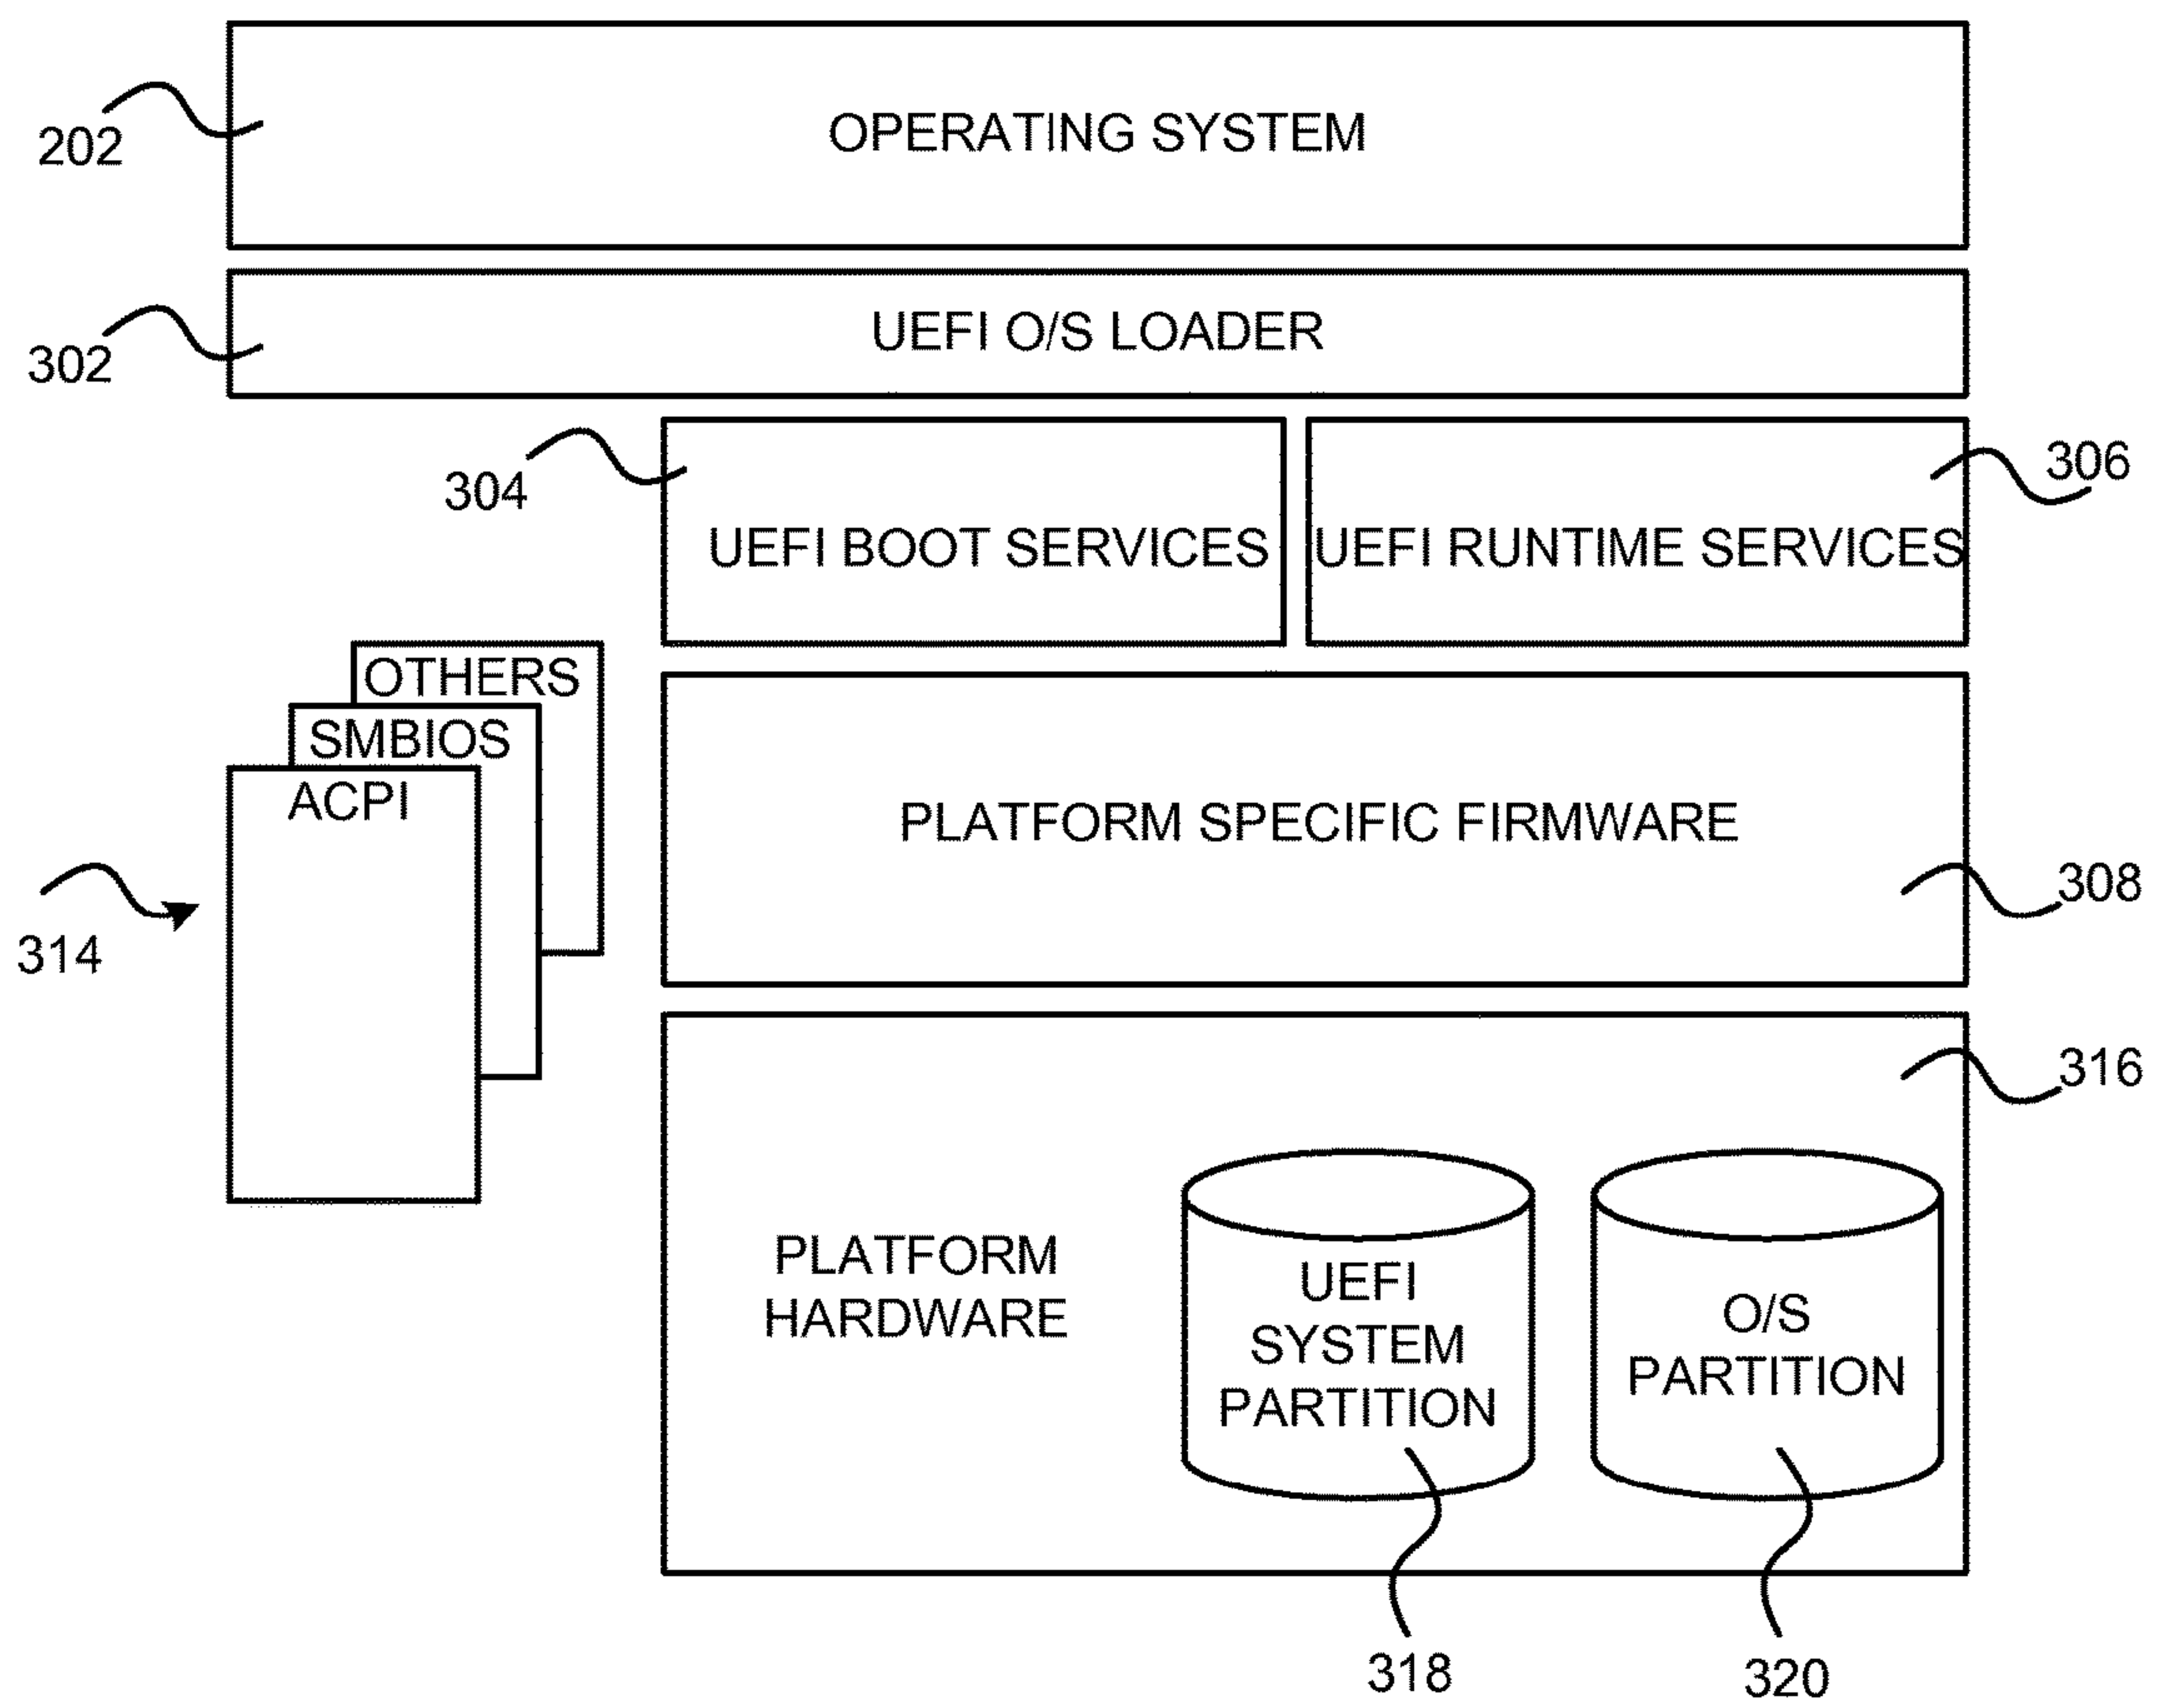 OPERATING SYSTEM
202
UEFI O/S LOADER
302
304
306
UEFI BOOT SERVICES
UEFI RUNTIME SERVICES
OTHERS
SMBIOS
ACPI
PLATFORM SPECIFIC FIRMWARE
308
314
316
PLATFORM
HARDWARE
UEFI
SYSTEM
PARTITION
O/S
PARTITION
318
320